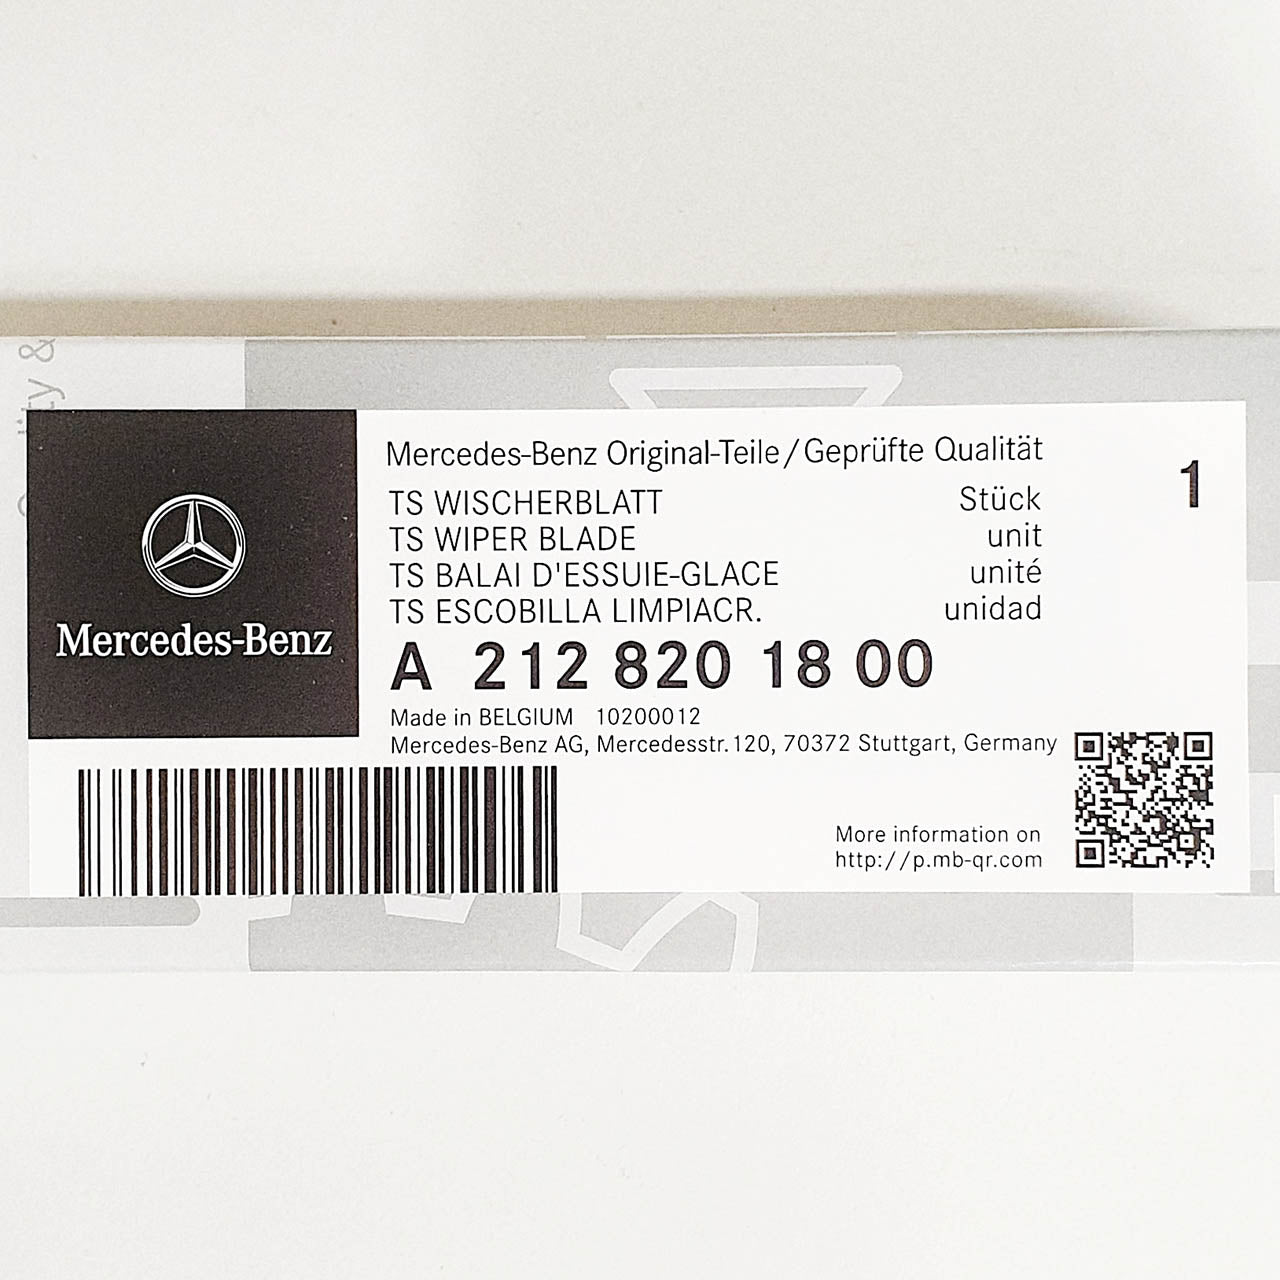 ity &
Mercedes-Benz
Mercedes-Benz Original-Teile/Geprüfte Qualität
1
TS WISCHERBLATT Stück
TS WIPER BLADE unit
TS BALAI D'ESSUIE-GLACE unité
TS ESCOBILLA LIMPIACR. unidad
A 212 820 18 00
Made in BELGIUM 10200012
Mercedes-Benz AG, Mercedesstr. 120, 70372 Stuttgart, Germany
More information on
http://p.mb-qr.com